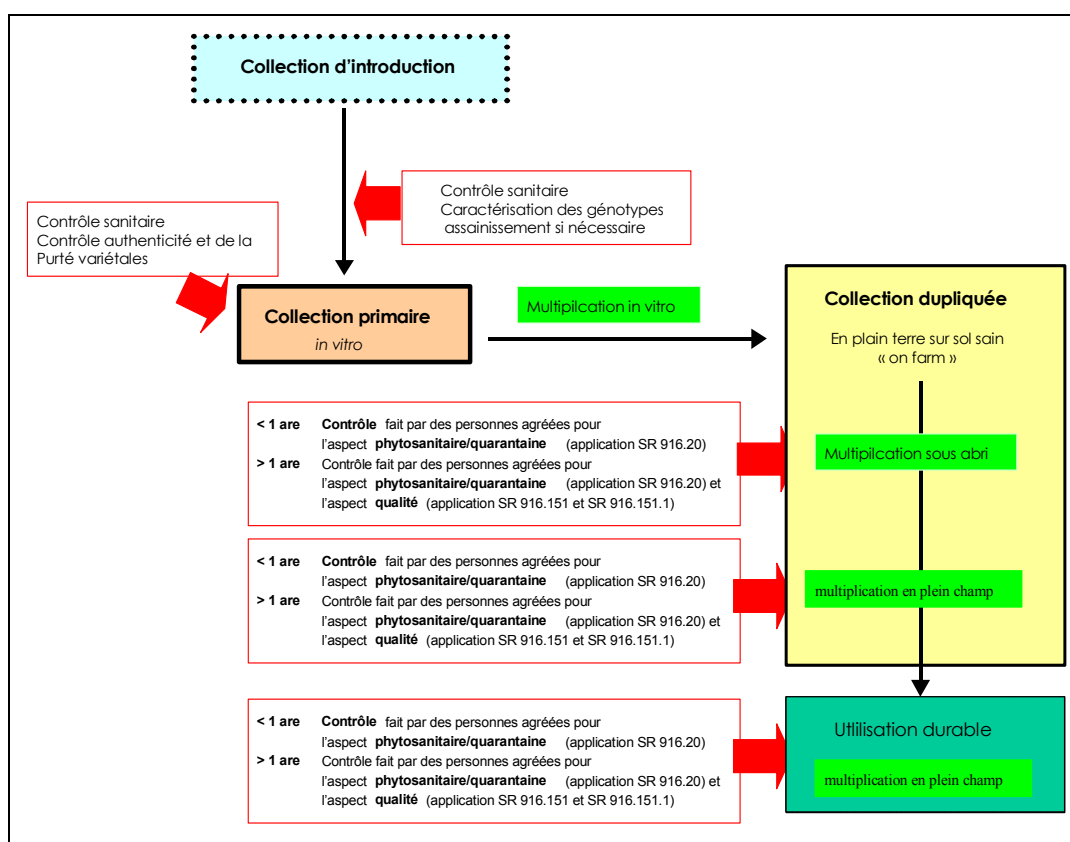 Collection d'introduction
Contrôle sanitaire
Caractérisation des génotypes
assainissement si nécessaire
Contrôle sanitaire
Contrôle authenticité et de la
Purté variétales
Collection primaire
in vitro
Multipilcation in vitro
Collection dupliquée
En plain terre sur sol sain
« on farm »
< 1 are Contrôle fait par des personnes agréées pour
l'aspect phytosanitaire/quarantaine (application SR 916.20)
> 1 are Contrôle fait par des personnes agréées pour
l'aspect phytosanitaire/quarantaine (application SR 916.20) et
l'aspect qualité (application SR 916.151 et SR 916.151.1)
Multipilcation sous abri
< 1 are Contrôle fait par des personnes agréées pour
l'aspect phytosanitaire/quarantaine (application SR 916.20)
> 1 are Contrôle fait par des personnes agréées pour
l'aspect phytosanitaire/quarantaine (application SR 916.20) et
l'aspect qualité (application SR 916.151 et SR 916.151.1)
multiplication en plein champ
< 1 are Contrôle fait par des personnes agréées pour
l'aspect phytosanitaire/quarantaine (application SR 916.20)
> 1 are Contrôle fait par des personnes agréées pour
l'aspect phytosanitaire/quarantaine (application SR 916.20) et
l'aspect qualité (application SR 916.151 et SR 916.151.1)
Utlilisation durable
multiplication en plein champ